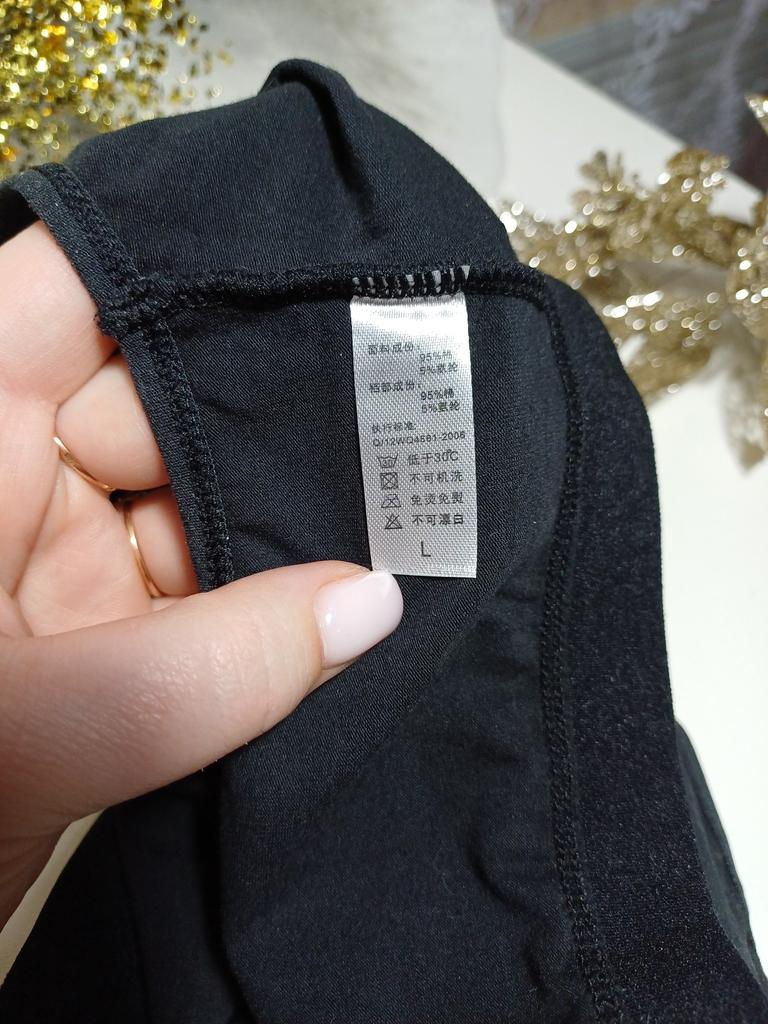 面料成份:
95%棉
5%氨纶
裆部成份:
95%棉
5%氨纶
执行标准:
Q/12WQ4661-2006
低于30℃
不可机洗
免烫免熨
不可漂白
L